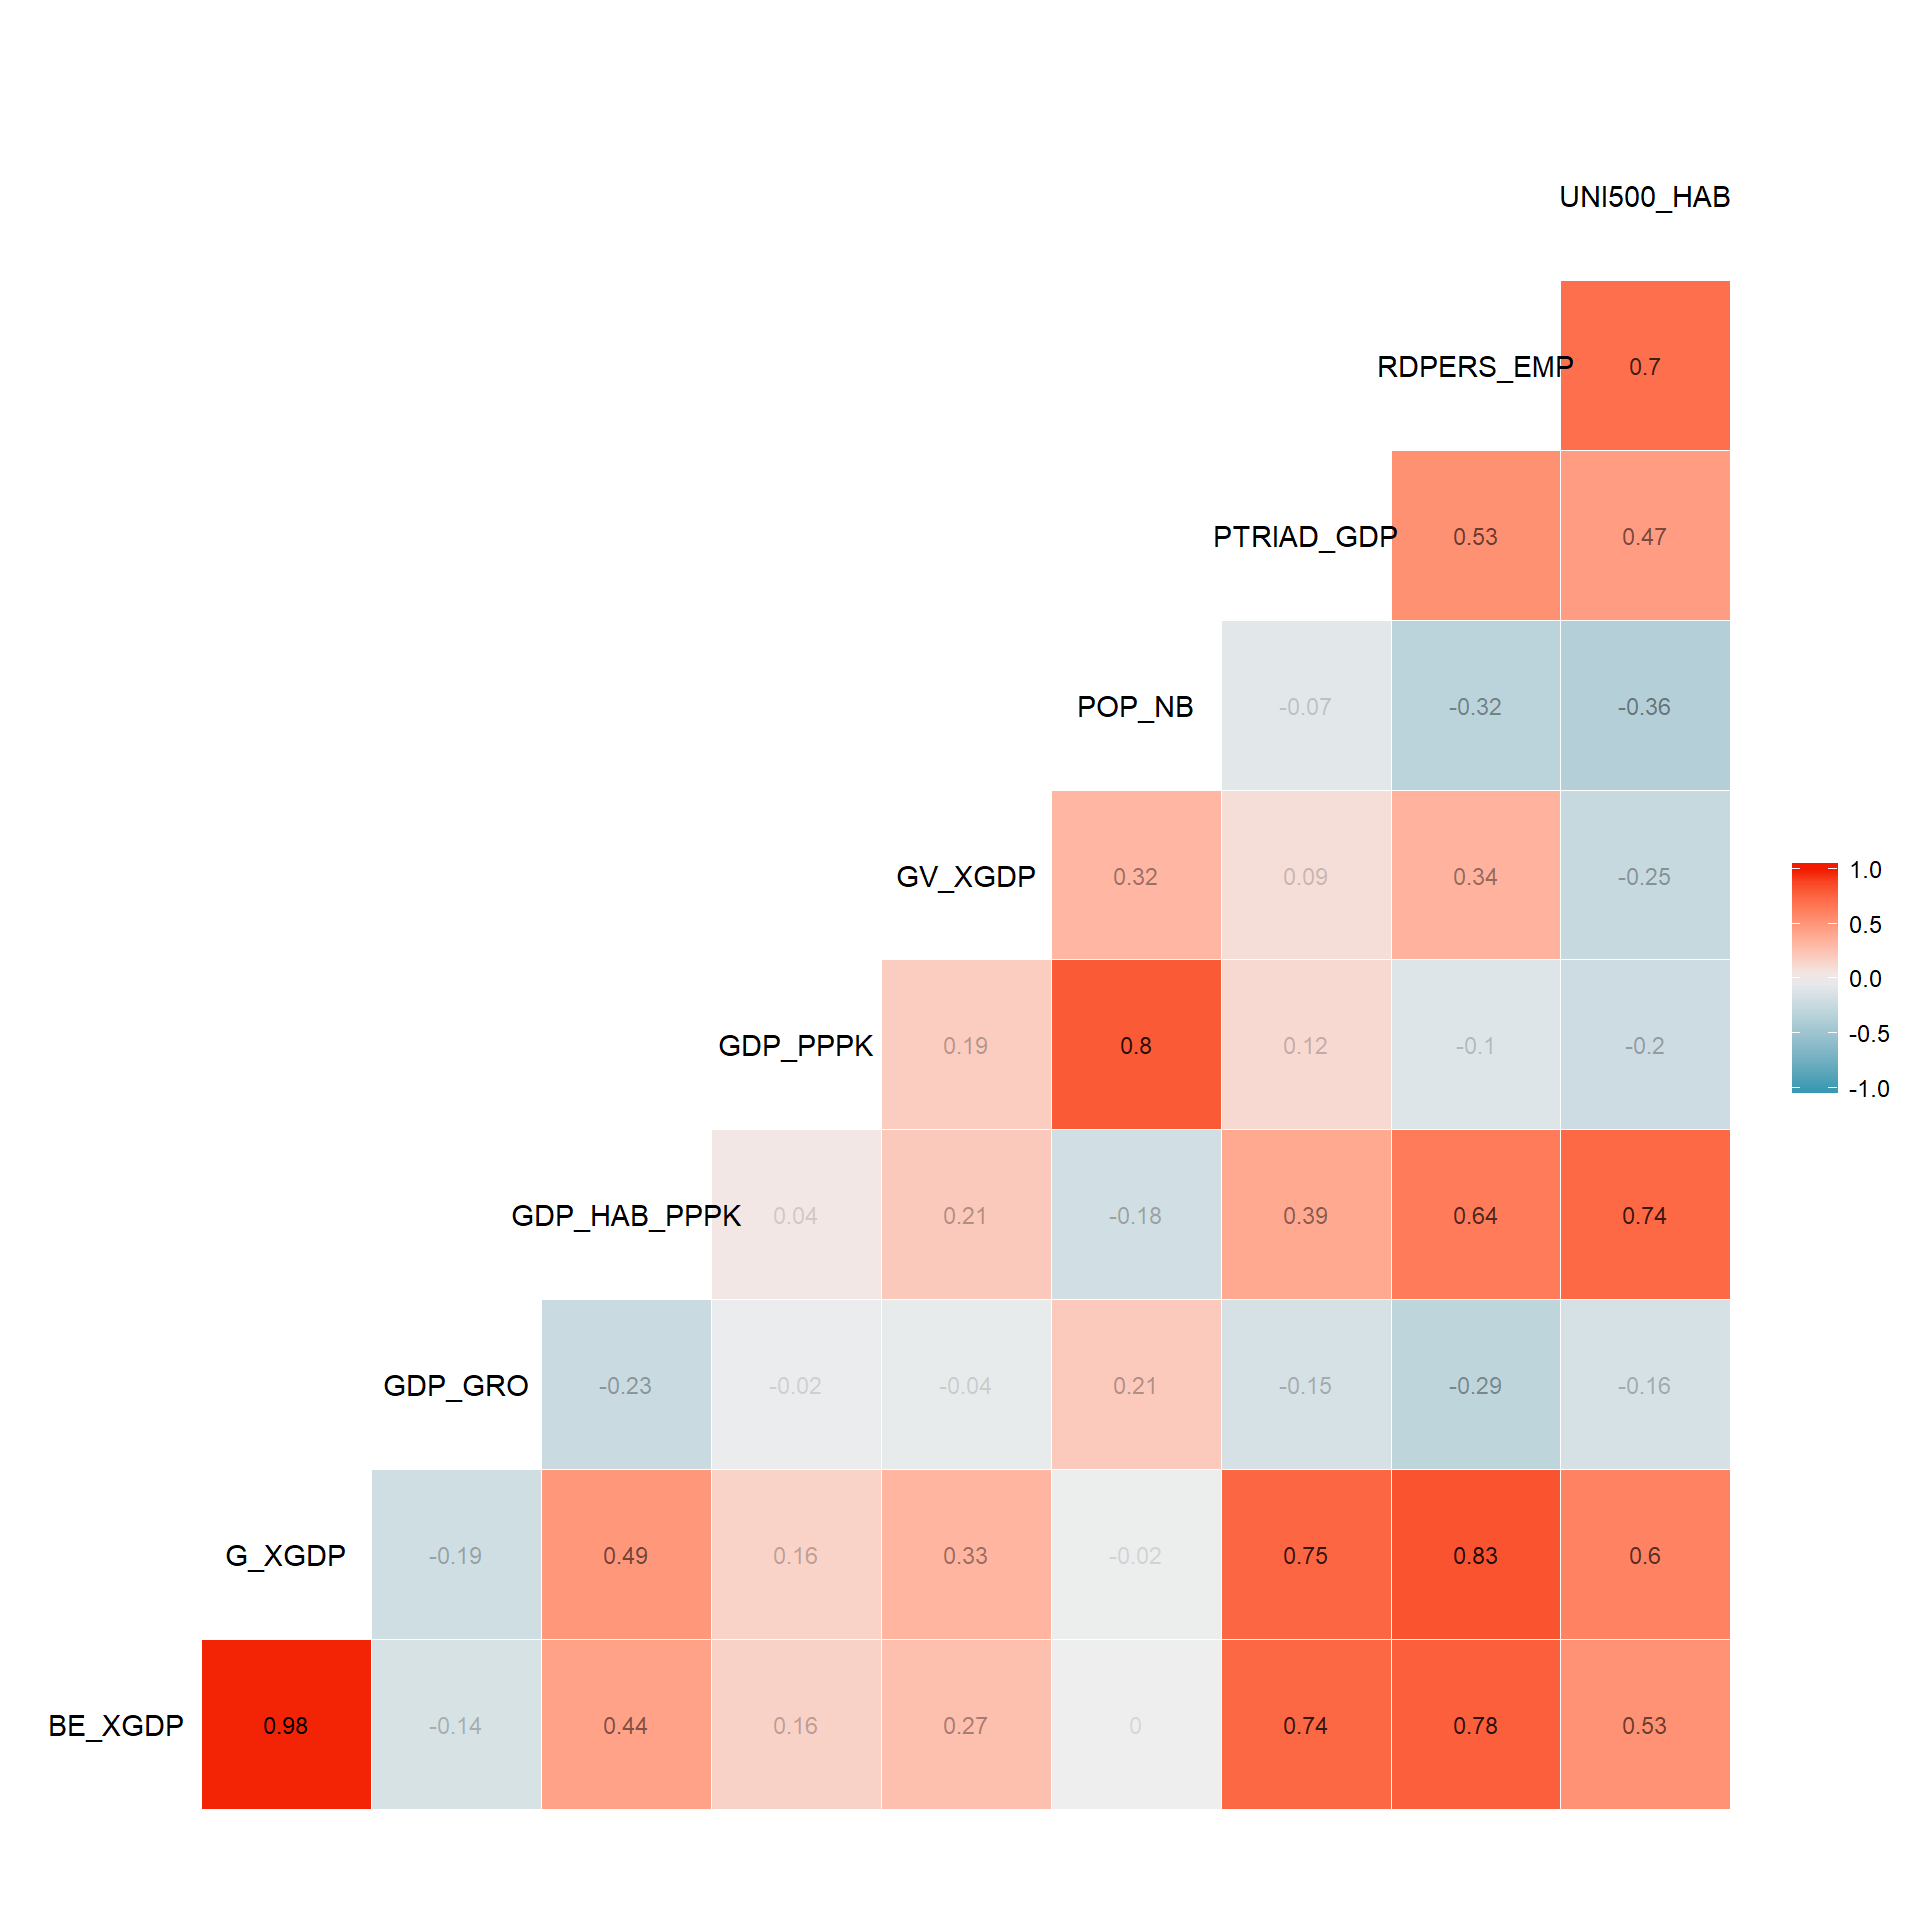 UNI500_HAB
RDPERS_EMP 0.7
PTRIAD_GDP 0.53 0.47
POP_NB -0.07 -0.32 -0.36
GV_XGDP 0.32 0.09 0.34 -0.25
1.0
0.5
0.0
-0.5
-1.0
GDP_PPPK 0.19 0.8 0.12 -0.1 -0.2
GDP_HAB_PPPK 0.04 0.21 -0.18 0.39 0.64 0.74
GDP_GRO -0.23 -0.02 -0.04 0.21 -0.15 -0.29 -0.16
G_XGDP -0.19 0.49 0.16 0.33 -0.02 0.75 0.83 0.6
BE_XGDP 0.98 -0.14 0.44 0.16 0.27 0 0.74 0.78 0.53